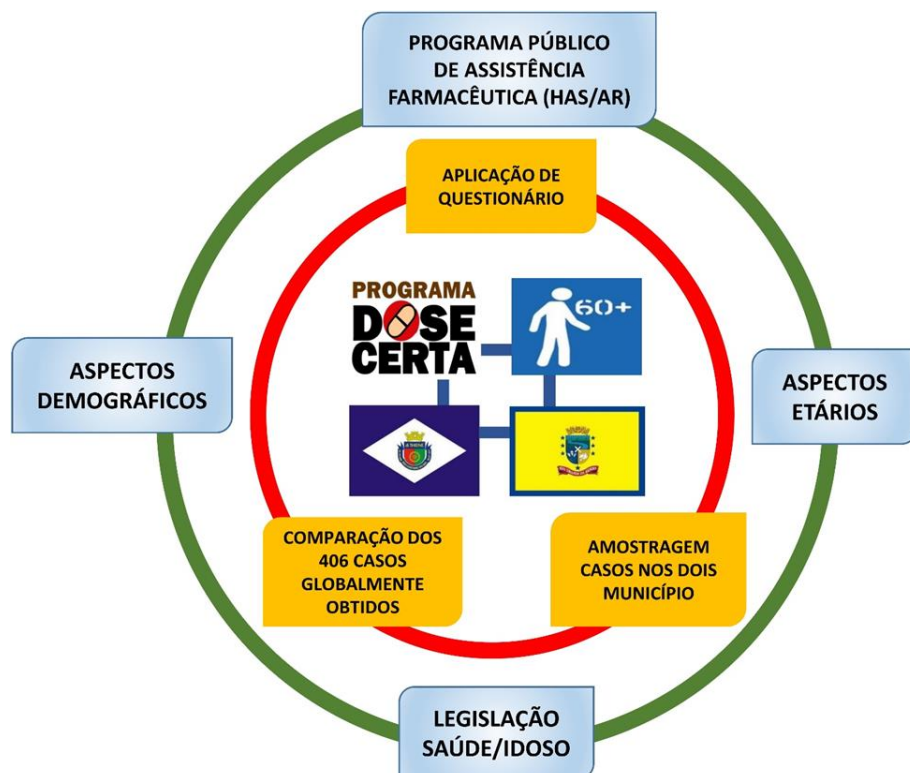 PROGRAMA PÚBLICO
DE ASSISTÊNCIA
FARMACÊUTICA (HAS/AR)
APLICAÇÃO DE
QUESTIONÁRIO
PROGRAMA
DOSE
CERTA
60+
ASPECTOS
DEMOGRÁFICOS
ASPECTOS
ETÁRIOS
COMPARAÇÃO DOS
406 CASOS
GLOBALMENTE
OBTIDOS
AMOSTRAGEM
CASOS NOS DOIS
MUNICÍPIO
LEGISLAÇÃO
SAÚDE/IDOSO